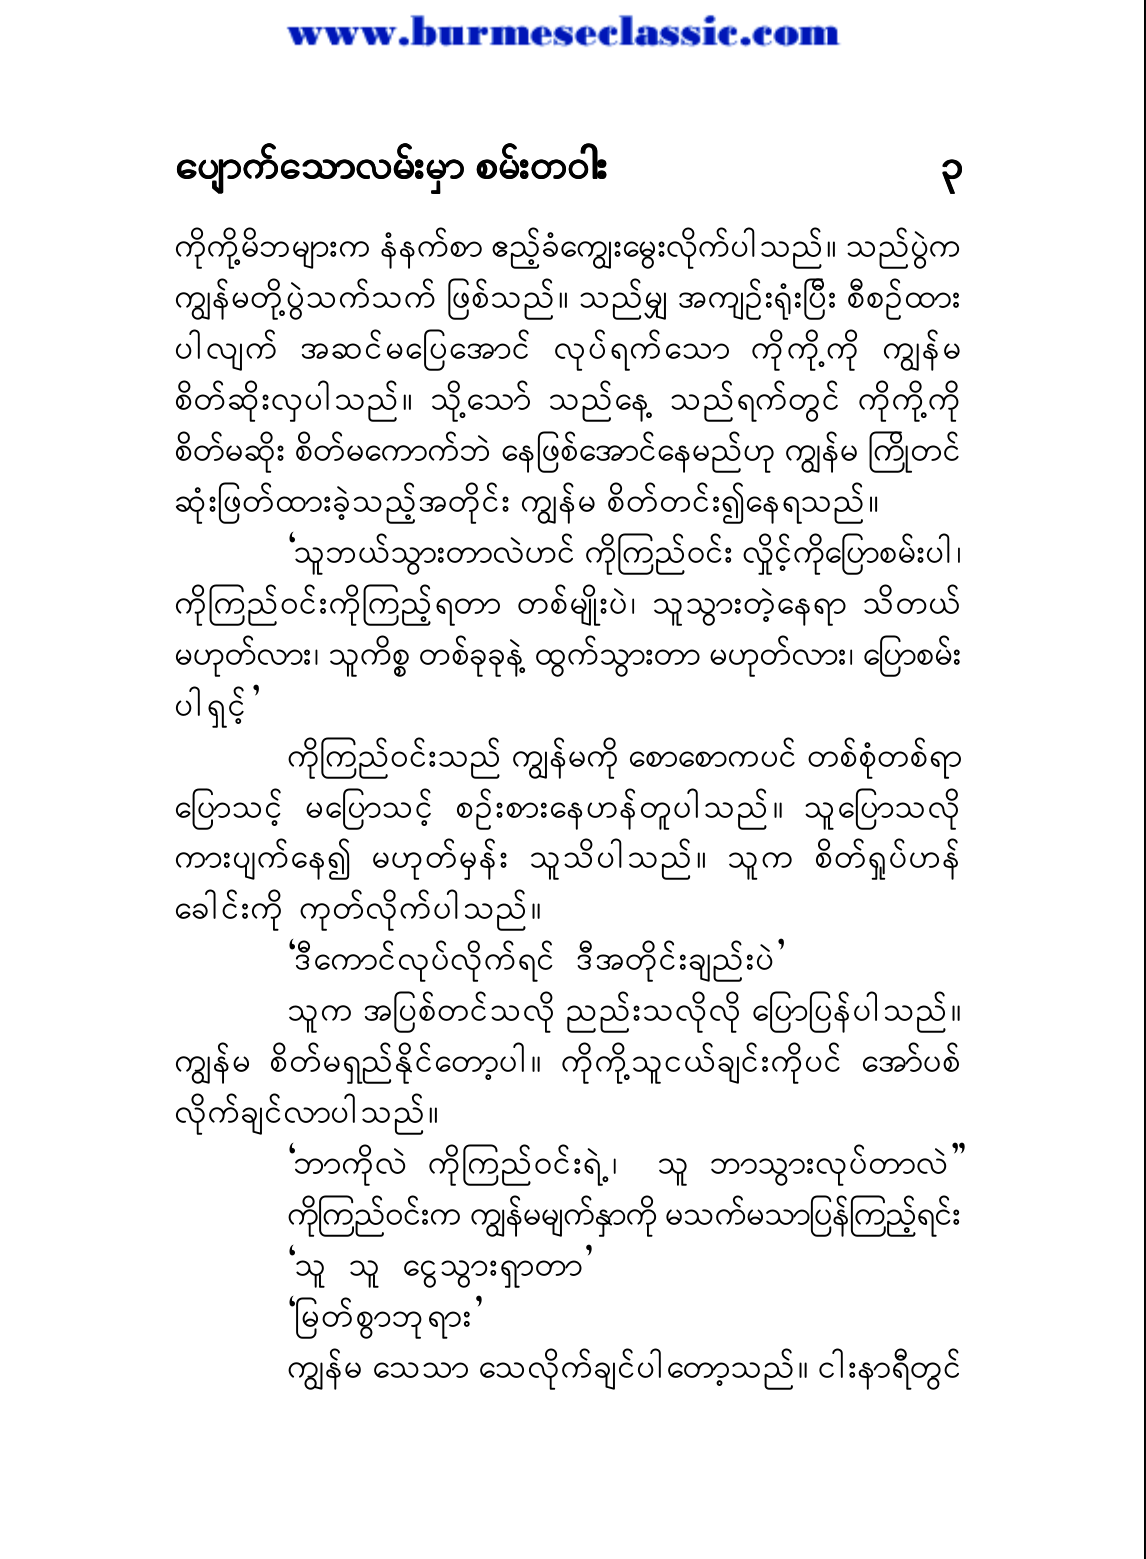 www.burmeseclassic.com
ပျောက်သောလမ်းမှာ စမ်းတဝါး ၃
ကိုကို့မိဘများက နံနက်စာ ဧည့်ခံကျွေးမွေးလိုက်ပါသည်။ သည်ပွဲက
ကျွန်မတို့ပွဲသက်သက် ဖြစ်သည်။ သည်မျှ အကျဉ်းရုံးပြီး စီစဉ်ထား
ပါလျက် အဆင်မပြေအောင် လုပ်ရက်သော ကိုကို့ကို ကျွန်မ
စိတ်ဆိုးလှပါသည်။ သို့သော် သည်နေ့ သည်ရက်တွင် ကိုကို့ကို
စိတ်မဆိုး စိတ်မကောက်ဘဲ နေဖြစ်အောင်နေမည်ဟု ကျွန်မ ကြိုတင်
ဆုံးဖြတ်ထားခဲ့သည့်အတိုင်း ကျွန်မ စိတ်တင်း၍နေရသည်။
‘သူဘယ်သွားတာလဲဟင် ကိုကြည်ဝင်း လှိုင့်ကိုပြောစမ်းပါ၊
ကိုကြည်ဝင်းကိုကြည့်ရတာ တစ်မျိုးပဲ၊ သူသွားတဲ့နေရာ သိတယ်
မဟုတ်လား၊ သူကိစ္စ တစ်ခုခုနဲ့ ထွက်သွားတာ မဟုတ်လား၊ ပြောစမ်း
ပါရှင့်’
ကိုကြည်ဝင်းသည် ကျွန်မကို စောစောကပင် တစ်စုံတစ်ရာ
ပြောသင့် မပြောသင့် စဉ်းစားနေဟန်တူပါသည်။ သူပြောသလို
ကားပျက်နေ၍ မဟုတ်မှန်း သူသိပါသည်။ သူက စိတ်ရှုပ်ဟန်
ခေါင်းကို ကုတ်လိုက်ပါသည်။
‘ဒီကောင်လုပ်လိုက်ရင် ဒီအတိုင်းချည်းပဲ’
သူက အပြစ်တင်သလို ညည်းသလိုလို ပြောပြန်ပါသည်။
ကျွန်မ စိတ်မရှည်နိုင်တော့ပါ။ ကိုကို့သူငယ်ချင်းကိုပင် အော်ပစ်
လိုက်ချင်လာပါသည်။
‘ဘာကိုလဲ ကိုကြည်ဝင်းရဲ့၊ သူ ဘာသွားလုပ်တာလဲ”
ကိုကြည်ဝင်းက ကျွန်မမျက်နှာကို မသက်မသာပြန်ကြည့်ရင်း
‘သူ သူ ငွေသွားရှာတာ’
‘မြတ်စွာဘုရား’
ကျွန်မ သေသာ သေလိုက်ချင်ပါတော့သည်။ ငါးနာရီတွင်